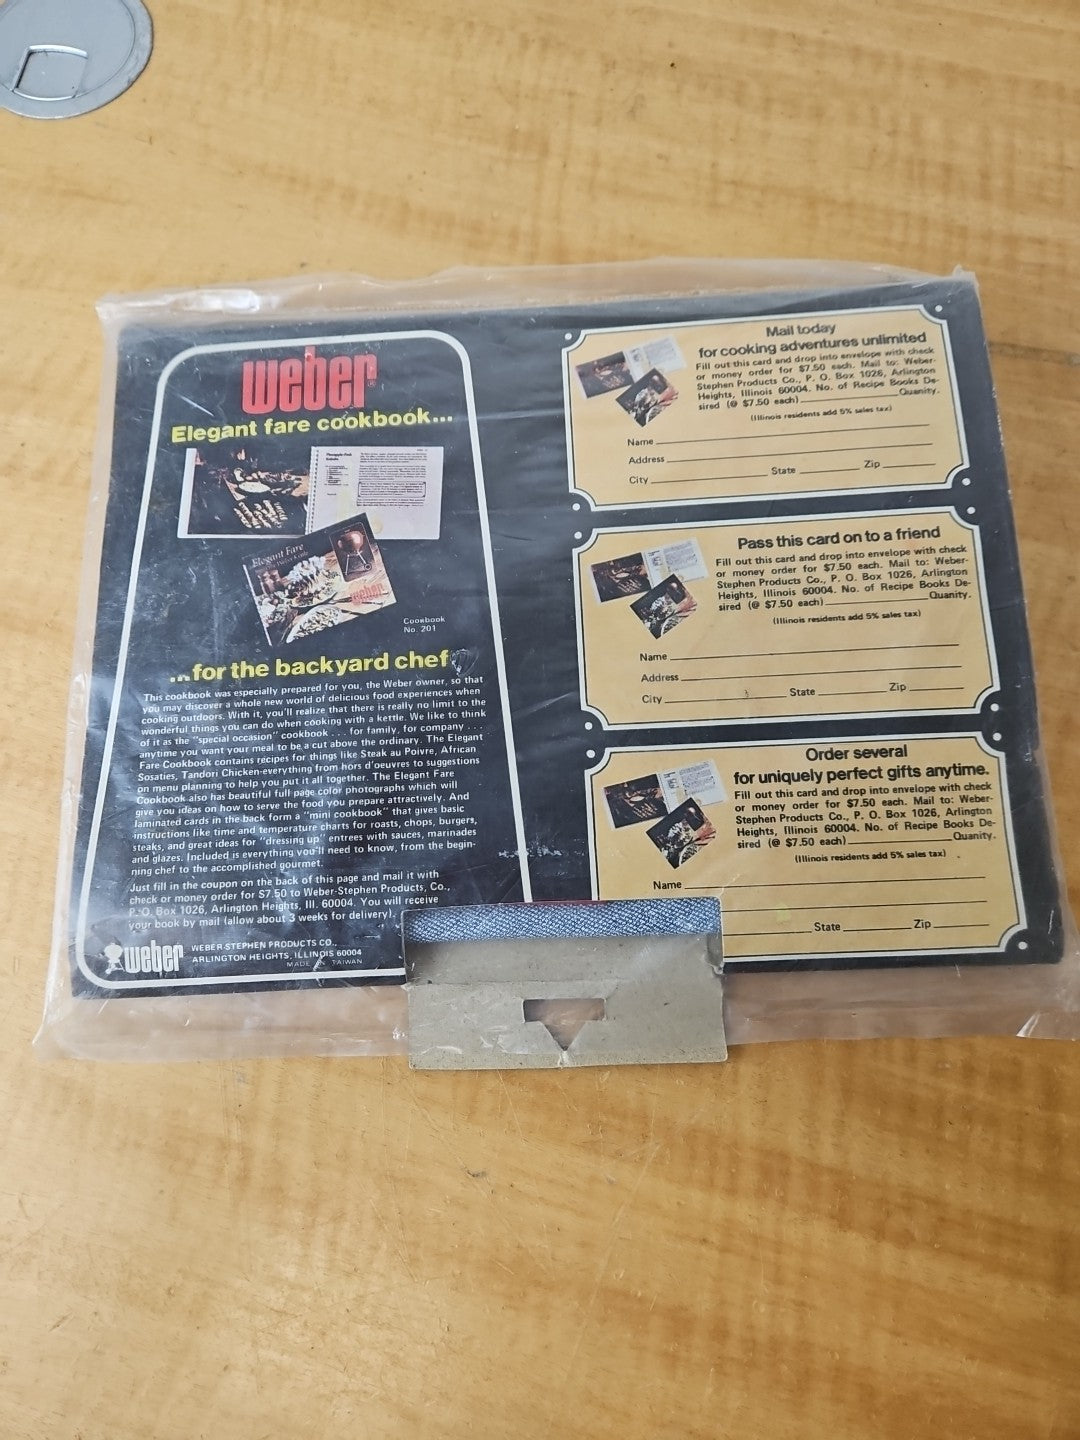 weber®
Elegant fare cookbook...
Elegant Fare
weber
Cookbook
No. 201
...for the backyard chef
This cookbook was especially prepared for you, the Weber owner, so that
you may discover a whole new world of delicious food experiences when
cooking outdoors. With it, you'll realize that there is really no limit to the
wonderful things you can do when cooking with a kettle. We like to think
of it as the "special occasion" cookbook . . . for family, for company . . .
anytime you want your meal to be a cut above the ordinary. The Elegant
Fare Cookbook contains recipes for things like Steak au Poivre, African
Sosaties, Tandori Chicken-everything from hors d'oeuvres to suggestions
on menu planning to help you put it all together. The Elegant Fare
Cookbook also has beautiful full page color photographs which will
give you ideas on how to serve the food you prepare attractively. And
laminated cards in the back form a "mini cookbook" that gives basic
instructions like time and temperature charts for roasts, chops, burgers,
steaks, and great ideas for "dressing up" entrees with sauces, marinades
and glazes. Included is everything you'll need to know, from the begin-
ning chef to the accomplished gourmet.
Just fill in the coupon on the back of this page and mail it with
check or money order for $7.50 to Weber-Stephen Products, Co.,
P. O. Box 1026, Arlington Heights, Ill. 60004. You will receive
your book by mail (allow about 3 weeks for delivery).
weber
WEBER-STEPHEN PRODUCTS CO.,
ARLINGTON HEIGHTS, ILLINOIS 60004
MADE IN TAIWAN
Mail today
for cooking adventures unlimited
Fill out this card and drop into envelope with check
or money order for $7.50 each. Mail to: Weber-
Stephen Products Co., P. O. Box 1026, Arlington
Heights, Illinois 60004. No. of Recipe Books De-
sired (@ $7.50 each) Quanity.
(Illinois residents add 5% sales tax)
Name
Address
City State Zip
Pass this card on to a friend
Fill out this card and drop into envelope with check
or money order for $7.50 each. Mail to: Weber-
Stephen Products Co., P. O. Box 1026, Arlington
Heights, Illinois 60004. No. of Recipe Books De-
sired (@ $7.50 each) Quanity.
(Illinois residents add 5% sales tax)
Name
Address
City State Zip
Order several
for uniquely perfect gifts anytime.
Fill out this card and drop into envelope with check
or money order for $7.50 each. Mail to: Weber-
Stephen Products Co., P. O. Box 1026, Arlington
Heights, Illinois 60004. No. of Recipe Books De-
sired (@ $7.50 each) Quanity.
(Illinois residents add 5% sales tax)
Name
State Zip